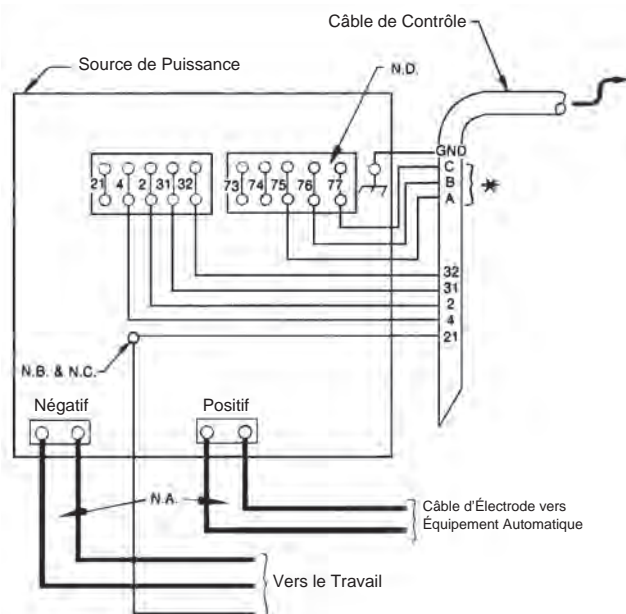 Câble de Contrôle
Source de Puissance
N.D.
GND
C
B
A
*
21 4 2 31 32
73 74 75 76 77
32
31
2
4
21
N.B. & N.C.
Négatif
Positif
N.A.
Câble d'Électrode vers
Équipement Automatique
Vers le Travail